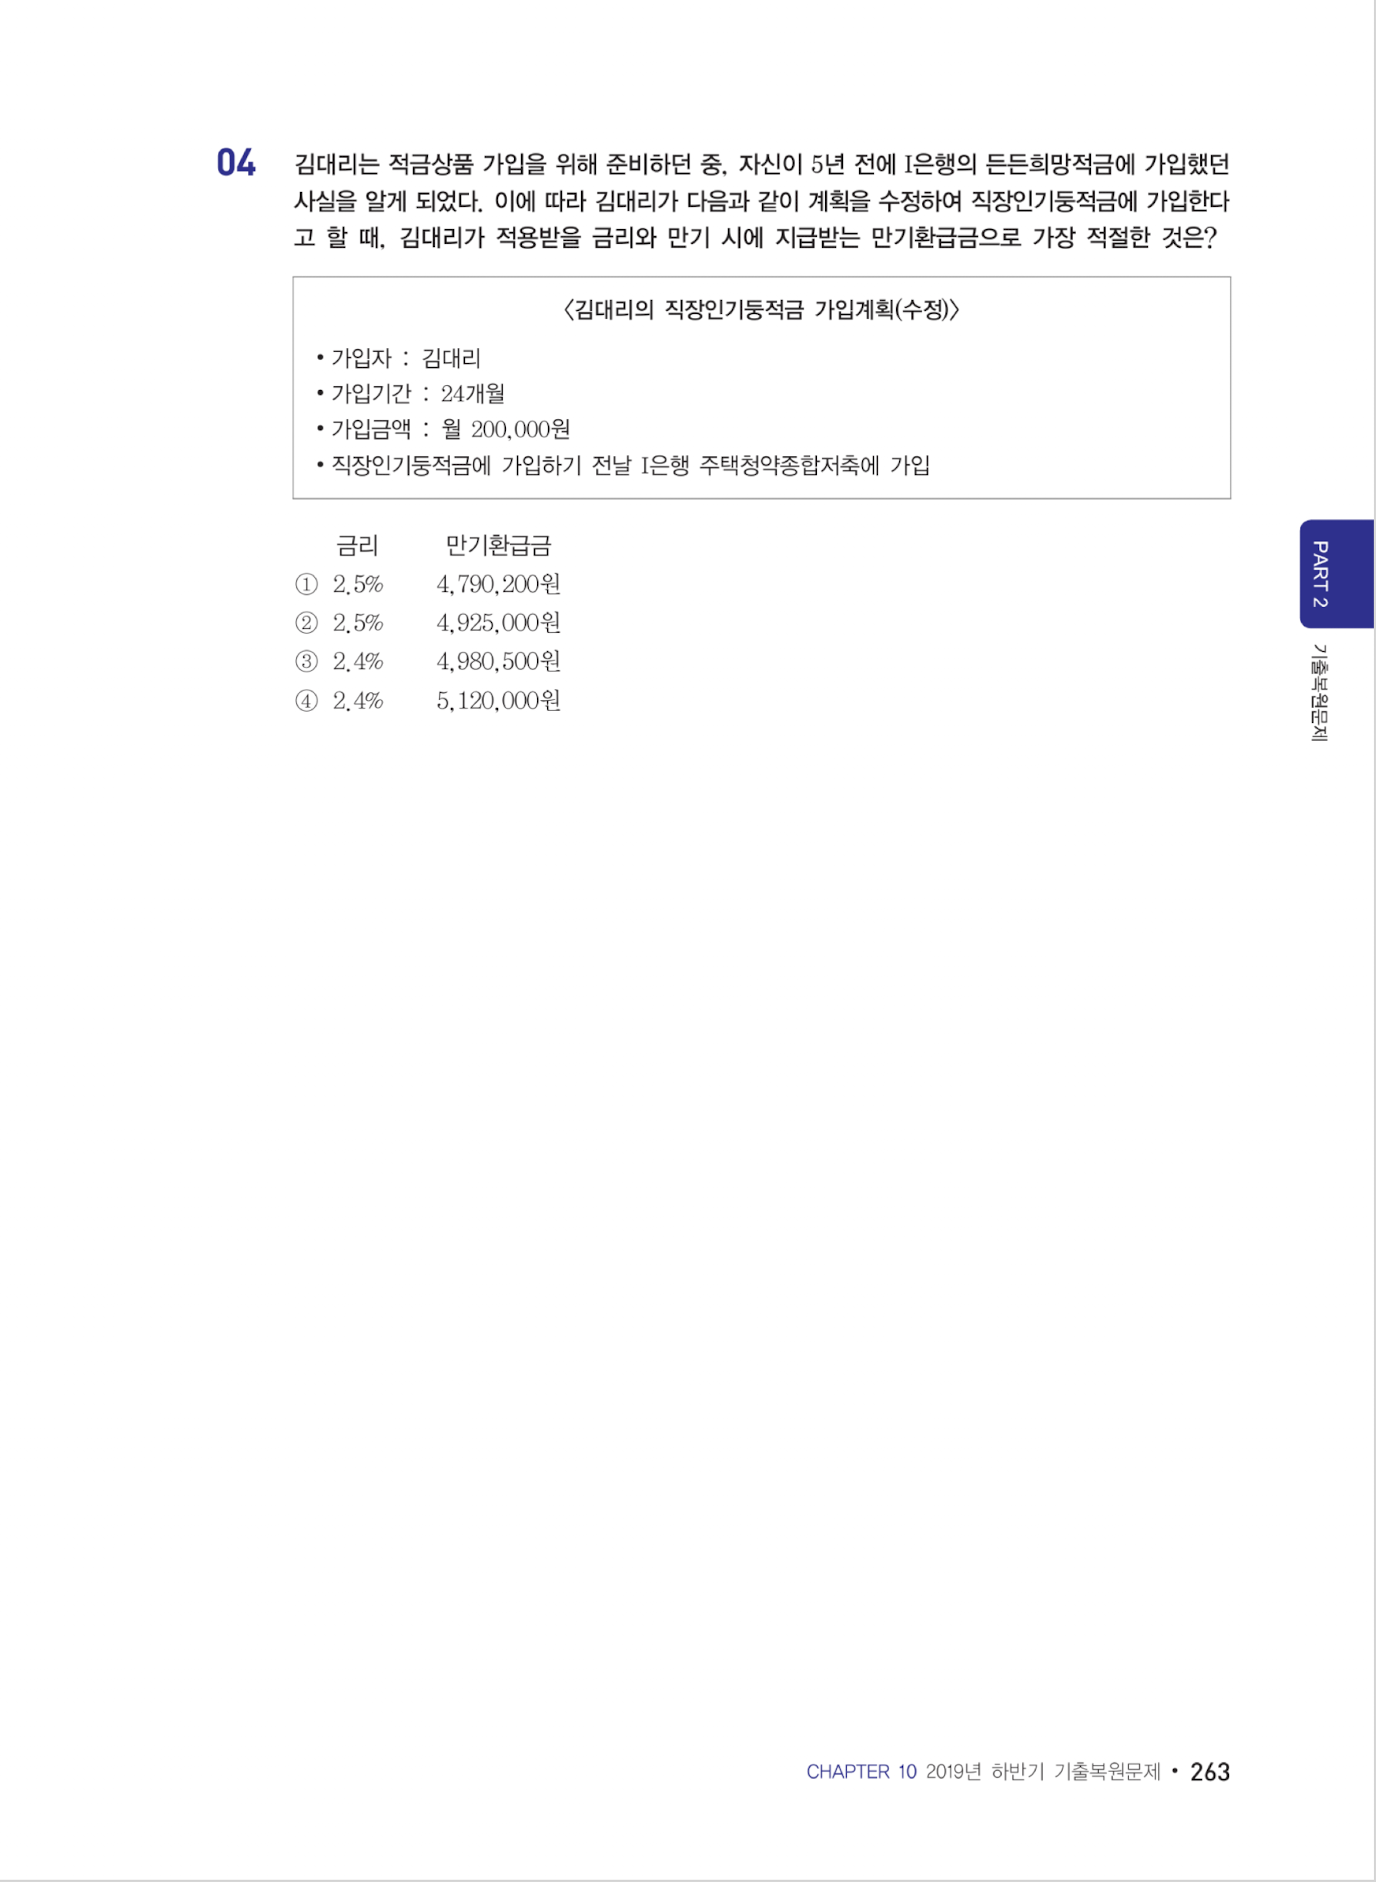 04 김대리는 적금상품 가입을 위해 준비하던 중, 자신이 5년 전에 I은행의 든든희망적금에 가입했던
사실을 알게 되었다. 이에 따라 김대리가 다음과 같이 계획을 수정하여 직장인기둥적금에 가입한다
고 할 때, 김대리가 적용받을 금리와 만기 시에 지급받는 만기환급금으로 가장 적절한 것은?
〈김대리의 직장인기둥적금 가입계획(수정)〉
• 가입자 : 김대리
• 가입기간 : 24개월
• 가입금액 : 월 200,000원
• 직장인기둥적금에 가입하기 전날 I은행 주택청약종합저축에 가입
금리 만기환급금
① 2.5% 4,790,200원
② 2.5% 4,925,000원
③ 2.4% 4,980,500원
④ 2.4% 5,120,000원
PART 2
기출복원문제
CHAPTER 10 2019년 하반기 기출복원문제 • 263